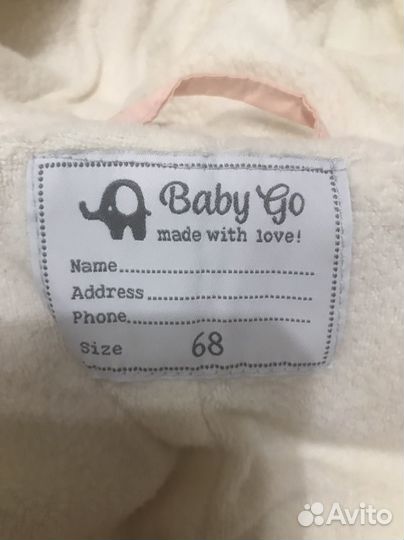 Baby Go
made with love!
Name
Address
Phone
Size 68
Avito